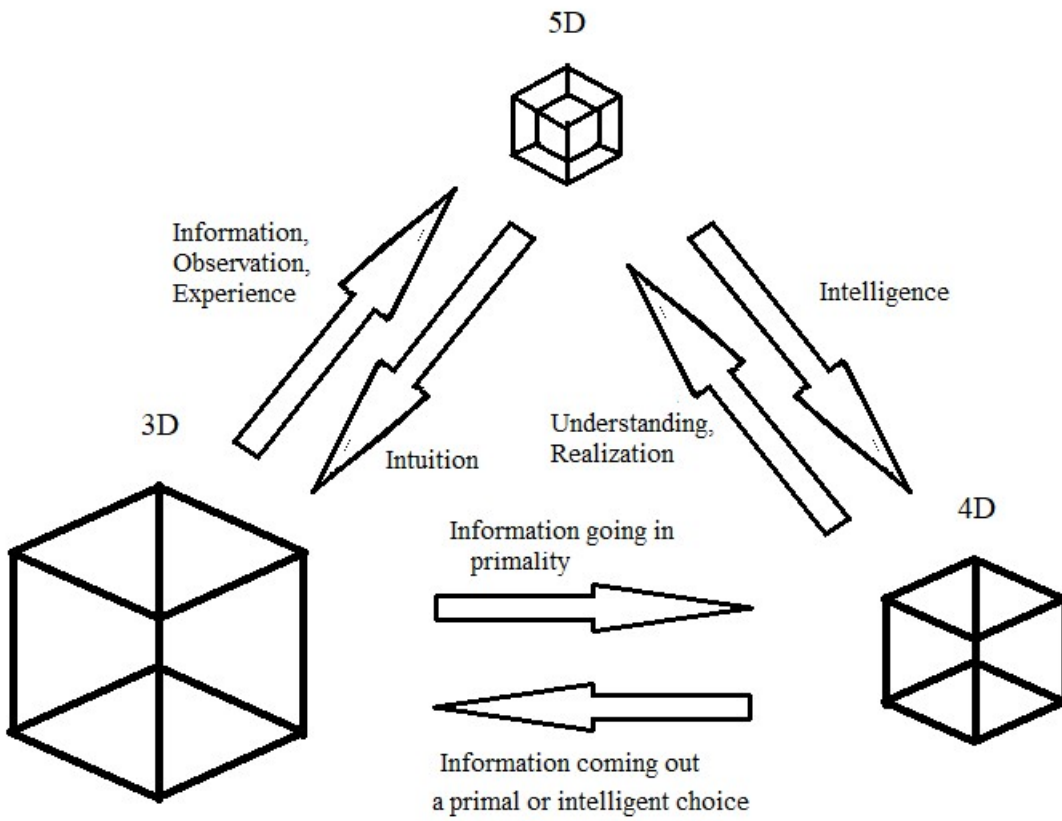 5D
Information,
Observation,
Experience
Intelligence
3D
Intuition
Understanding,
Realization
4D
Information going in
primality
Information coming out
a primal or intelligent choice